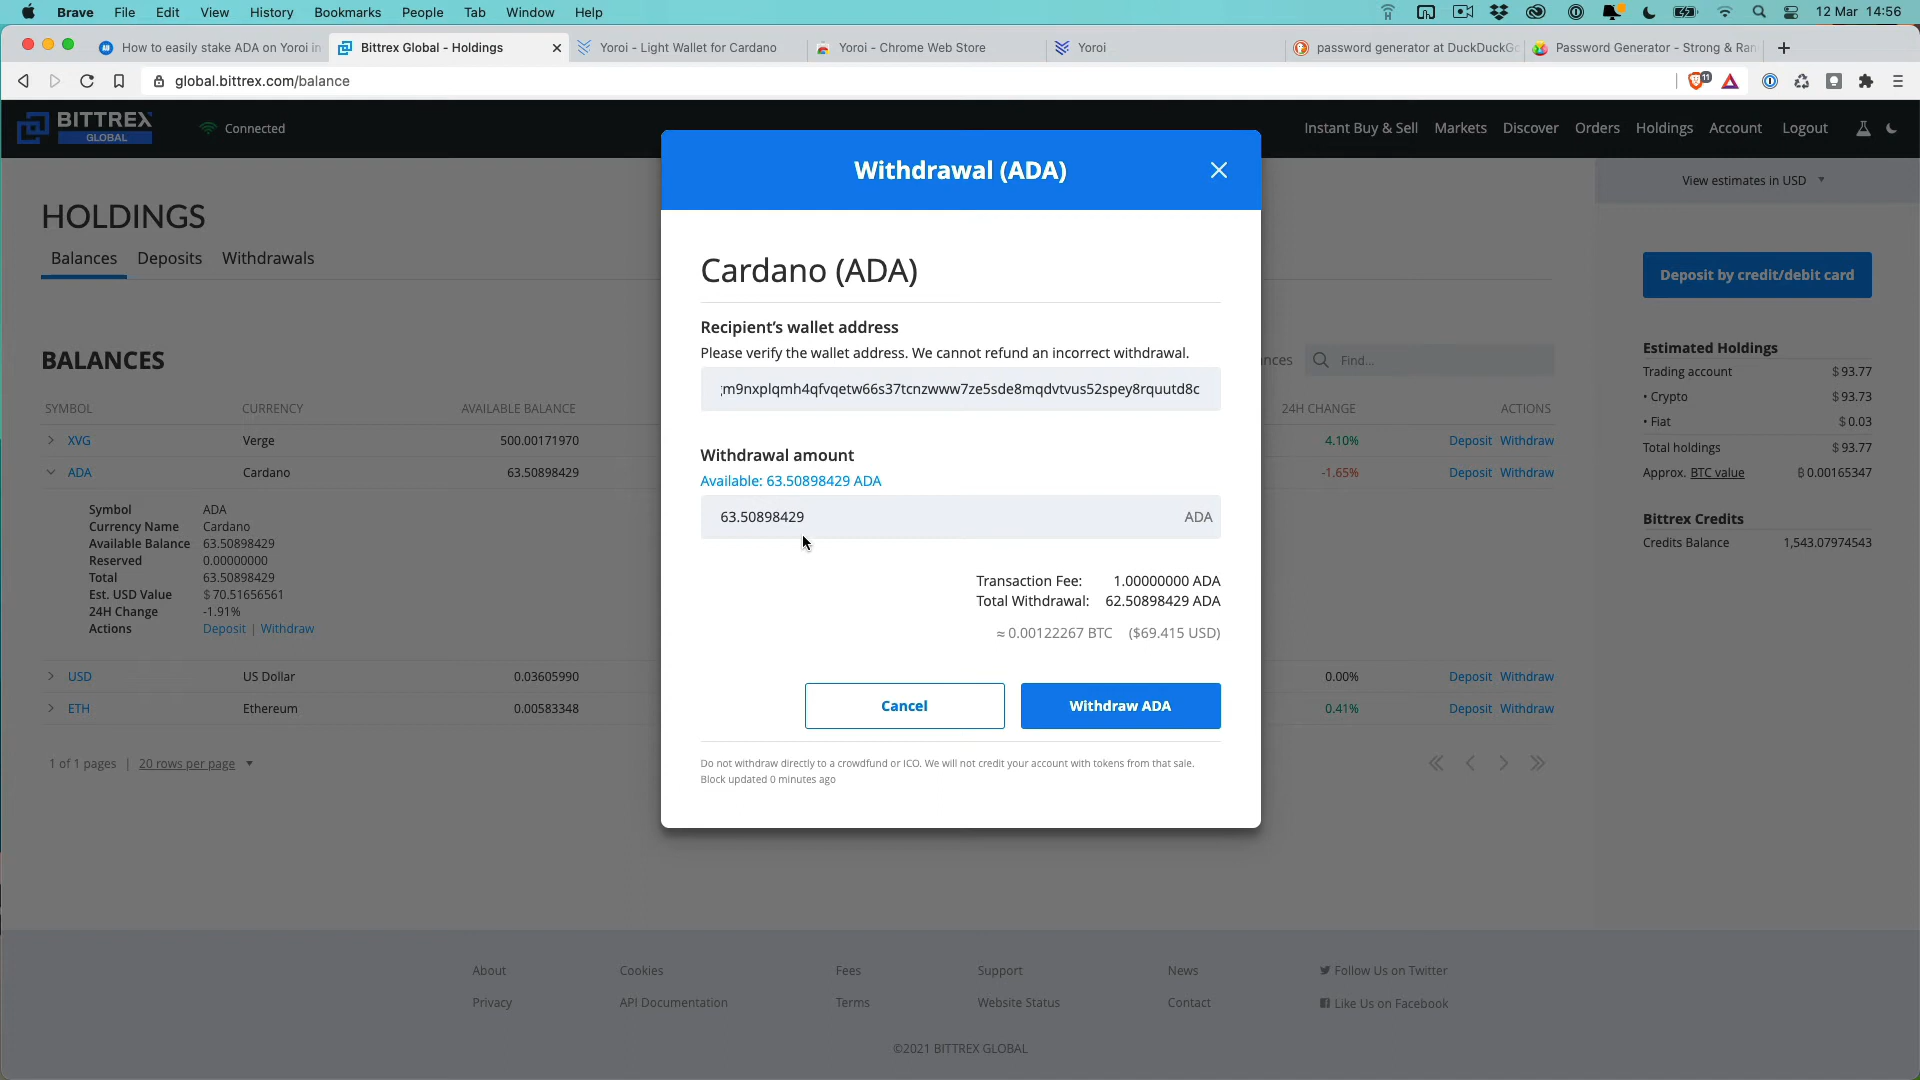 Brave File Edit View History Bookmarks People Tab Window Help 12 Mar 14:56
How to easily stake ADA on Yoroi in
Bittrex Global - Holdings
Yoroi - Light Wallet for Cardano
Yoroi - Chrome Web Store
Yoroi
password generator at DuckDuckGo
Password Generator - Strong & Ran
global.bittrex.com/balance
11
BITTREX
GLOBAL
Connected
Instant Buy & Sell Markets Discover Orders Holdings Account Logout
Withdrawal (ADA)
View estimates in USD
HOLDINGS
Balances Deposits Withdrawals
Cardano (ADA)
Deposit by credit/debit card
Recipient's wallet address
Please verify the wallet address. We cannot refund an incorrect withdrawal.
m9nxplqmh4qfvqetw66s37tcnzwww7ze5sde8mqdvtvus52spey8rquutd8c
BALANCES
Find...
Estimated Holdings
Trading account $93.77
• Crypto $93.73
• Fiat $0.03
Total holdings $93.77
Approx. BTC value ฿0.00165347
SYMBOL CURRENCY AVAILABLE BALANCE 24H CHANGE ACTIONS
XVG Verge 500.00171970 4.10% Deposit Withdraw
ADA Cardano 63.50898429 -1.65% Deposit Withdraw
Withdrawal amount
Available: 63.50898429 ADA
63.50898429 ADA
Symbol ADA
Currency Name Cardano
Available Balance 63.50898429
Reserved 0.00000000
Total 63.50898429
Est. USD Value $70.51656561
24H Change -1.91%
Actions Deposit | Withdraw
Bittrex Credits
Credits Balance 1,543.07974543
Transaction Fee: 1.00000000 ADA
Total Withdrawal: 62.50898429 ADA
≈ 0.00122267 BTC ($69.415 USD)
USD US Dollar 0.03605990 0.00% Deposit Withdraw
ETH Ethereum 0.00583348 0.41% Deposit Withdraw
Cancel
Withdraw ADA
1 of 1 pages | 20 rows per page
Do not withdraw directly to a crowdfund or ICO. We will not credit your account with tokens from that sale.
Block updated 0 minutes ago
About Cookies Fees Support News Follow Us on Twitter
Privacy API Documentation Terms Website Status Contact Like Us on Facebook
©2021 BITTREX GLOBAL